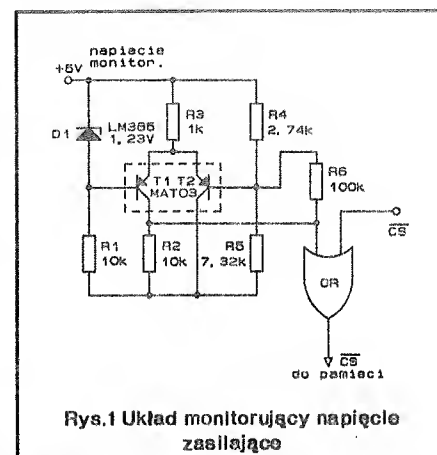 napiacie
monitor.
+5V
D1
LM385
1,23V
R3
1k
R4
2,74k
T1 T2
MAT03
R6
100k
CS
R1
10k
R2
10k
R5
7,32k
OR
CS
do pamieci
Rys.1 Układ monitorujący napięcie
zasilające